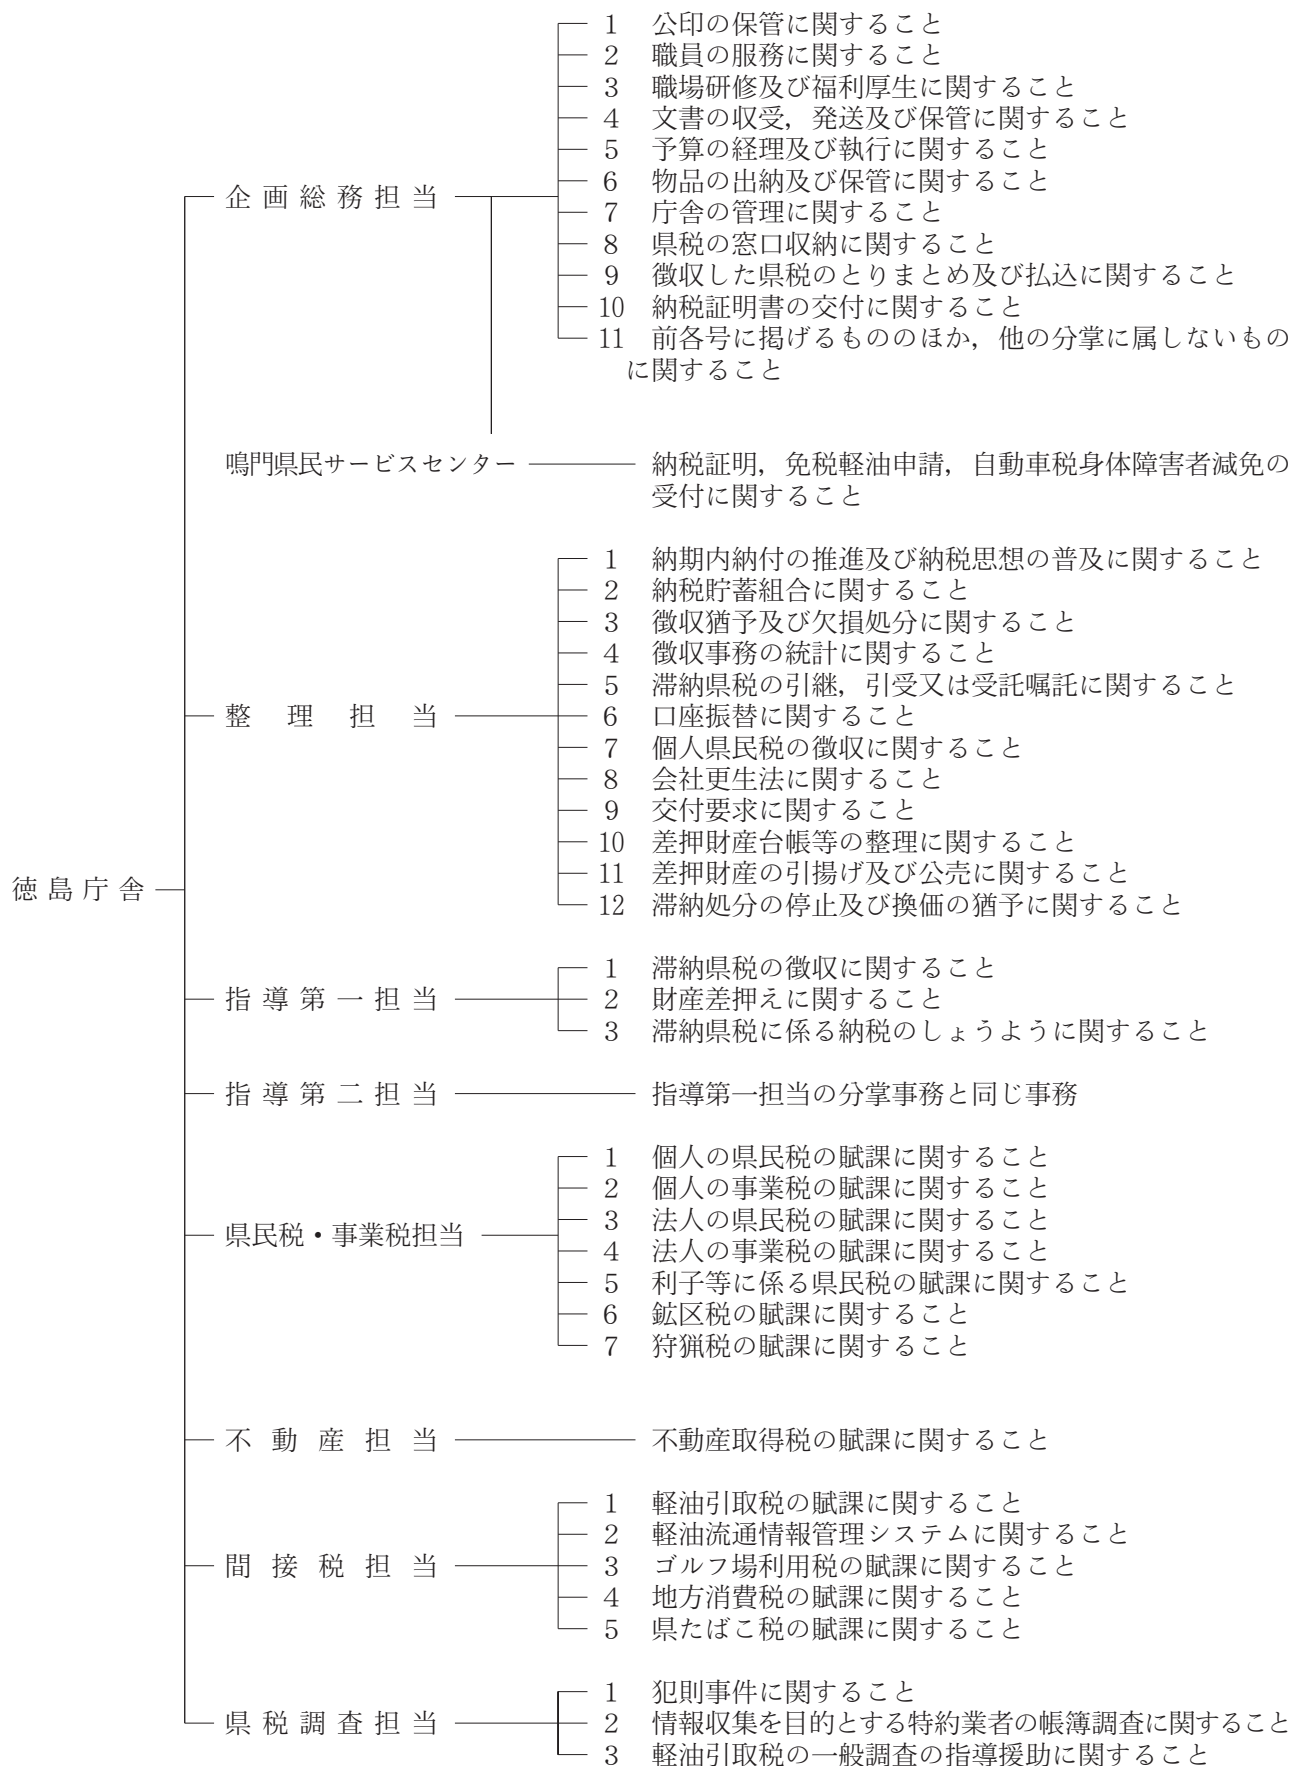 徳島庁舎
企画総務担当
1 公印の保管に関すること
2 職員の服務に関すること
3 職場研修及び福利厚生に関すること
4 文書の収受，発送及び保管に関すること
5 予算の経理及び執行に関すること
6 物品の出納及び保管に関すること
7 庁舎の管理に関すること
8 県税の窓口収納に関すること
9 徴収した県税のとりまとめ及び払込に関すること
10 納税証明書の交付に関すること
11 前各号に掲げるもののほか，他の分掌に属しないもの
に関すること
鳴門県民サービスセンター
納税証明，免税軽油申請，自動車税身体障害者減免の
受付に関すること
整理担当
1 納期内納付の推進及び納税思想の普及に関すること
2 納税貯蓄組合に関すること
3 徴収猶予及び欠損処分に関すること
4 徴収事務の統計に関すること
5 滞納県税の引継，引受又は受託嘱託に関すること
6 口座振替に関すること
7 個人県民税の徴収に関すること
8 会社更生法に関すること
9 交付要求に関すること
10 差押財産台帳等の整理に関すること
11 差押財産の引揚げ及び公売に関すること
12 滞納処分の停止及び換価の猶予に関すること
指導第一担当
1 滞納県税の徴収に関すること
2 財産差押えに関すること
3 滞納県税に係る納税のしょうように関すること
指導第二担当
指導第一担当の分掌事務と同じ事務
県民税・事業税担当
1 個人の県民税の賦課に関すること
2 個人の事業税の賦課に関すること
3 法人の県民税の賦課に関すること
4 法人の事業税の賦課に関すること
5 利子等に係る県民税の賦課に関すること
6 鉱区税の賦課に関すること
7 狩猟税の賦課に関すること
不動産担当
不動産取得税の賦課に関すること
間接税担当
1 軽油引取税の賦課に関すること
2 軽油流通情報管理システムに関すること
3 ゴルフ場利用税の賦課に関すること
4 地方消費税の賦課に関すること
5 県たばこ税の賦課に関すること
県税調査担当
1 犯則事件に関すること
2 情報収集を目的とする特約業者の帳簿調査に関すること
3 軽油引取税の一般調査の指導援助に関すること